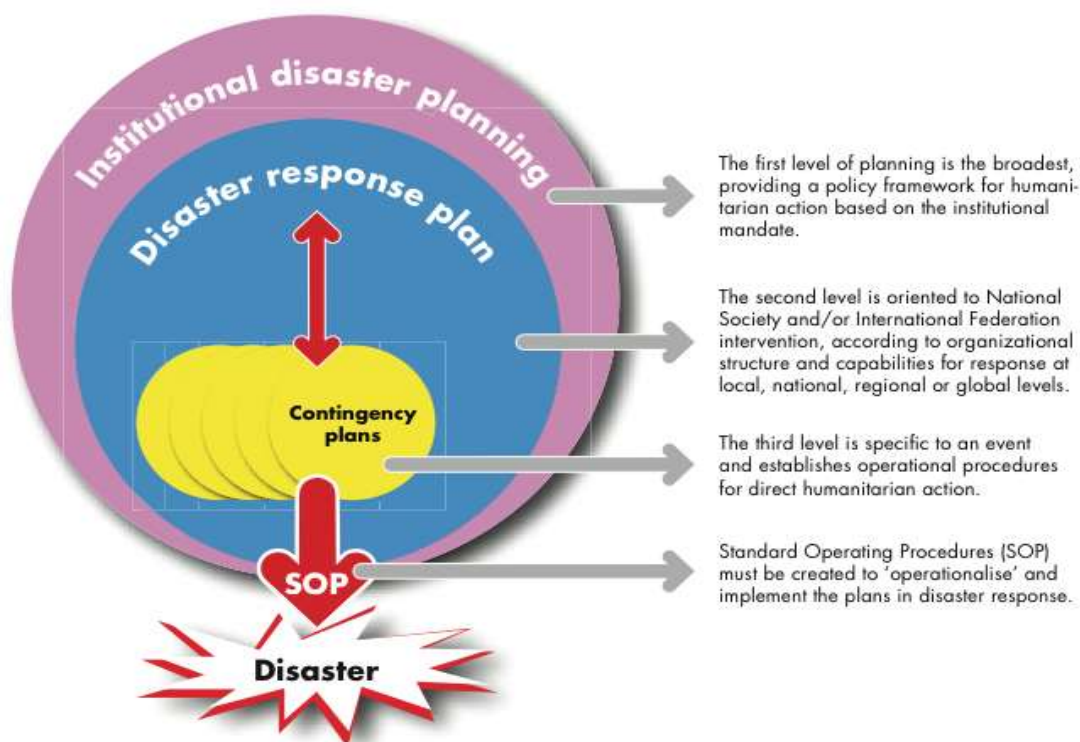 Institutional disaster planning
Disaster response plan
The first level of planning is the broadest,
providing a policy framework for humani-
tarian action based on the institutional
mandate.
The second level is oriented to National
Society and/or International Federation
intervention, according to organizational
structure and capabilities for response at
local, national, regional or global levels.
Contingency
plans
The third level is specific to an event
and establishes operational procedures
for direct humanitarian action.
SOP
Standard Operating Procedures (SOP)
must be created to ‘operationalise’ and
implement the plans in disaster response.
Disaster